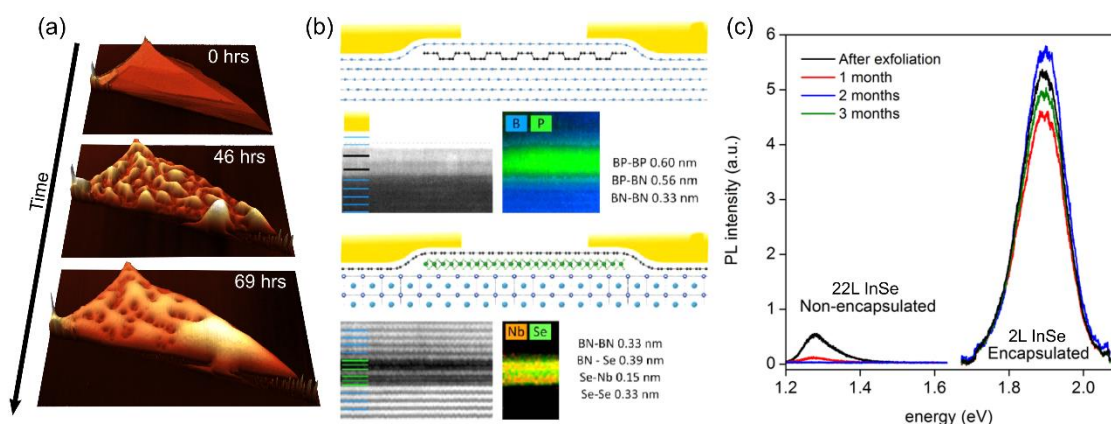 (a)
0 hrs
46 hrs
69 hrs
Time
(b)
B P
BP-BP 0.60 nm
BP-BN 0.56 nm
BN-BN 0.33 nm
Nb Se
BN-BN 0.33 nm
BN - Se 0.39 nm
Se-Nb 0.15 nm
Se-Se 0.33 nm
(c)
6
5
4
3
2
1
0
PL intensity (a.u.)
After exfoliation
1 month
2 months
3 months
22L InSe
Non-encapsulated
2L InSe
Encapsulated
1.2 1.4 1.6 1.8 2.0
energy (eV)